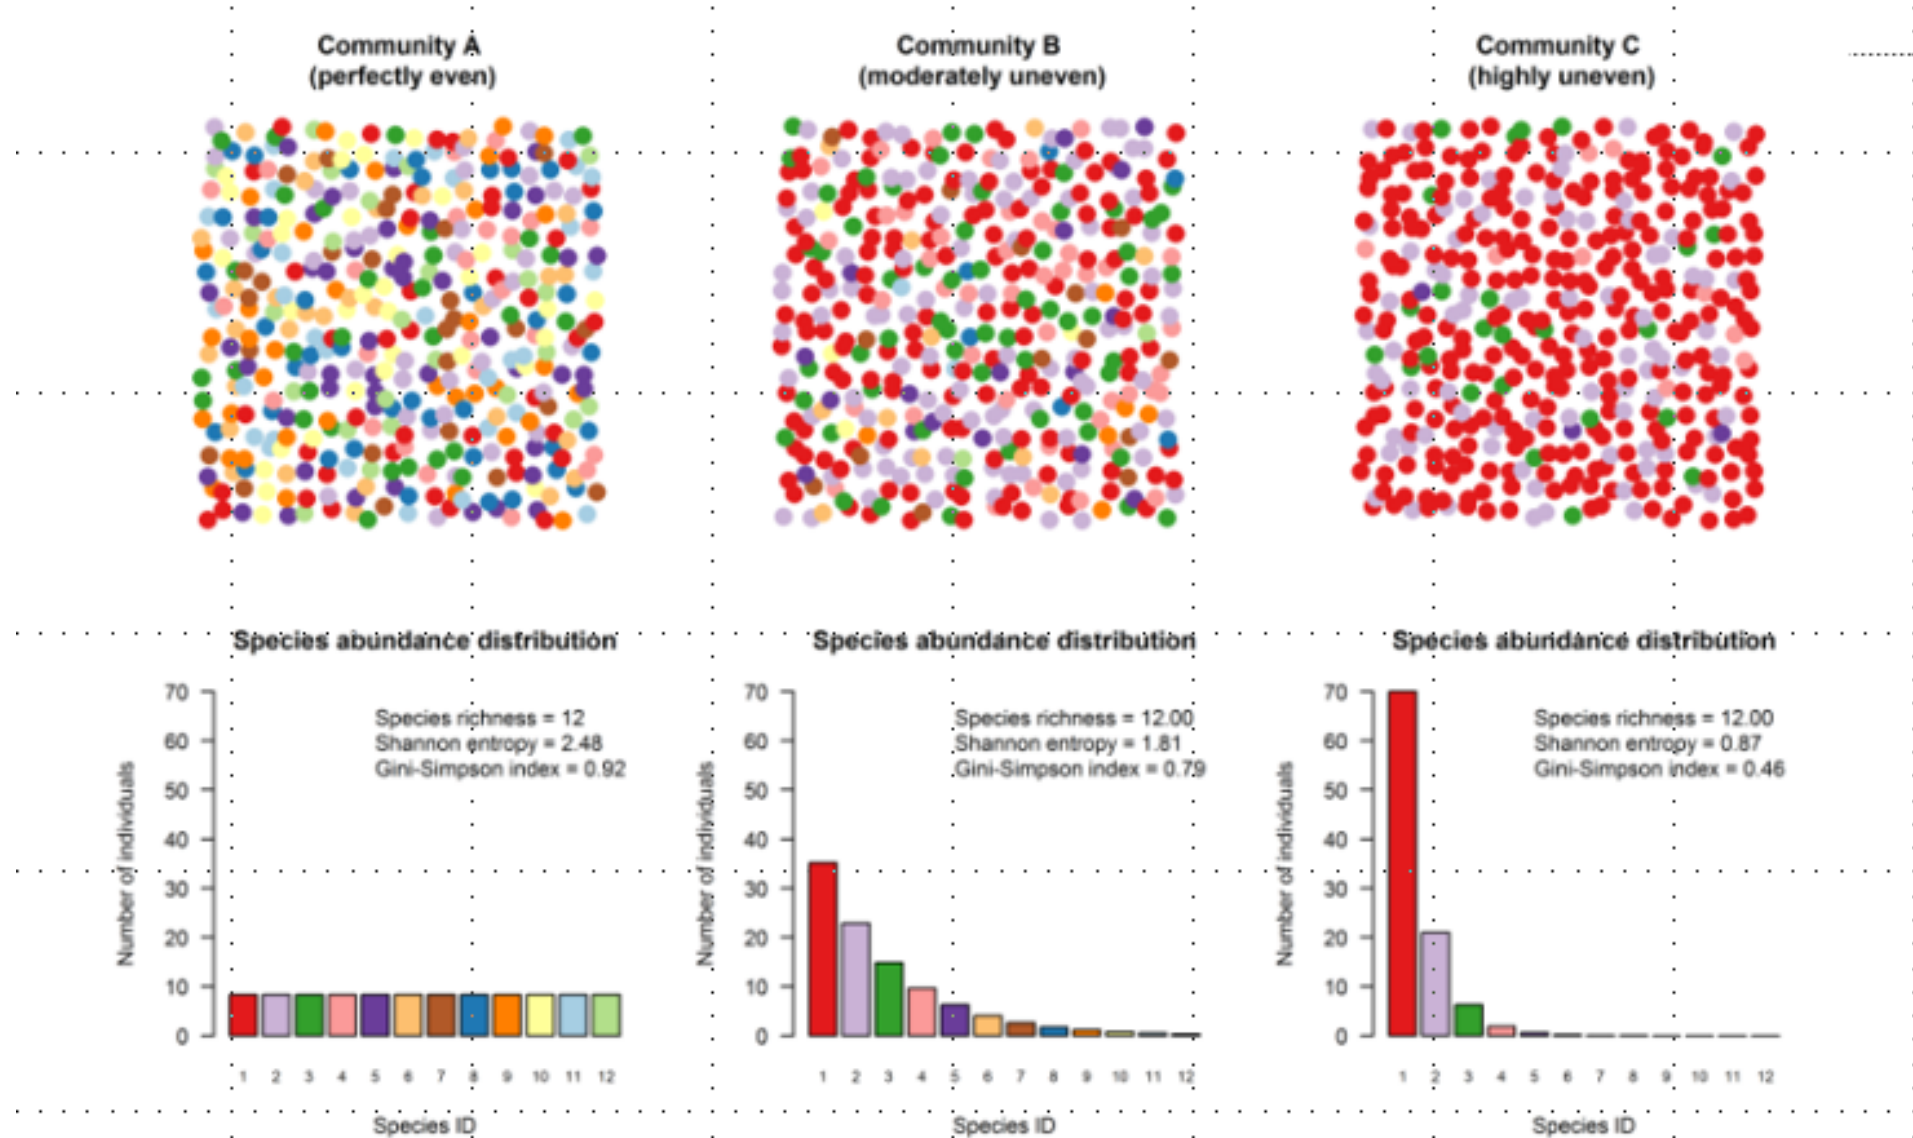 Community A
(perfectly even)
Community B
(moderately uneven)
Community C
(highly uneven)
Species abundance distribution
70
60
50
40
30
20
10
0
Number of individuals
Species richness = 12
Shannon entropy = 2.48
Gini-Simpson index = 0.92
1 2 3 4 5 6 7 8 9 10 11 12
Species ID
Species abundance distribution
70
60
50
40
30
20
10
0
Number of individuals
Species richness = 12.00
Shannon entropy = 1.81
Gini-Simpson index = 0.79
1 2 3 4 5 6 7 8 9 10 11 12
Species ID
Species abundance distribution
70
60
50
40
30
20
10
0
Number of individuals
Species richness = 12.00
Shannon entropy = 0.87
Gini-Simpson index = 0.46
1 2 3 4 5 6 7 8 9 10 11 12
Species ID